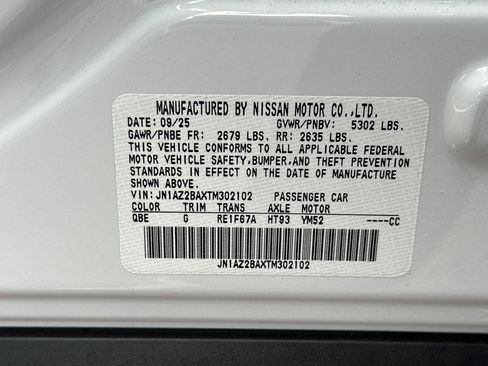 MANUFACTURED BY NISSAN MOTOR CO.,LTD.
DATE: 09/25 GVWR/PNBV: 5302 LBS.
GAWR/PNBE FR: 2679 LBS. RR: 2635 LBS.
THIS VEHICLE CONFORMS TO ALL APPLICABLE FEDERAL
MOTOR VEHICLE SAFETY,BUMPER,AND THEFT PREVENTION
STANDARDS IN EFFECT ON THE DATE OF MANUFACTURE
SHOWN ABOVE.
VIN: JN1AZ2BAXTM302102 PASSENGER CAR
COLOR TRIM TRANS AXLE MOTOR
QBE G RE1F67A HT93 YM52 ----CC
JN1AZ2BAXTM302102